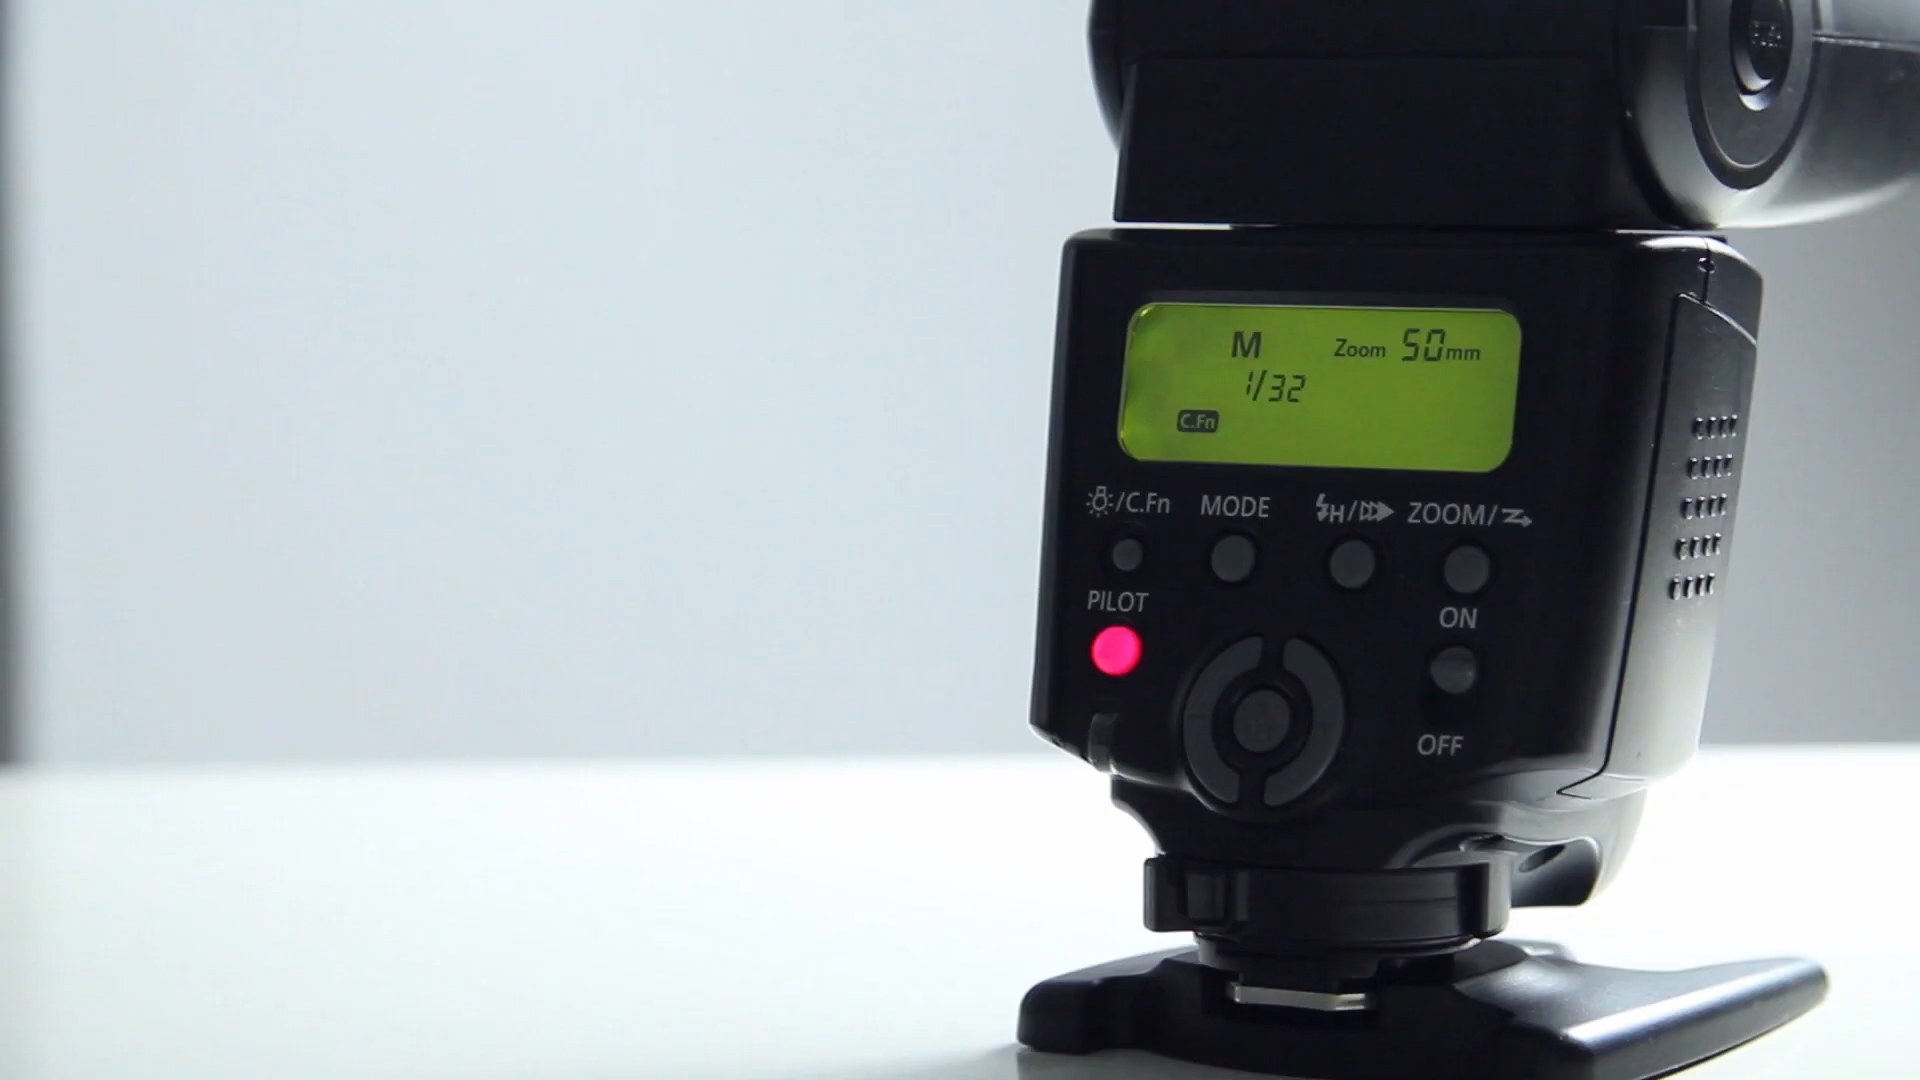 M Zoom 50mm
1/32
C.Fn
/C.Fn MODE H/ ZOOM/
PILOT
ON
OFF